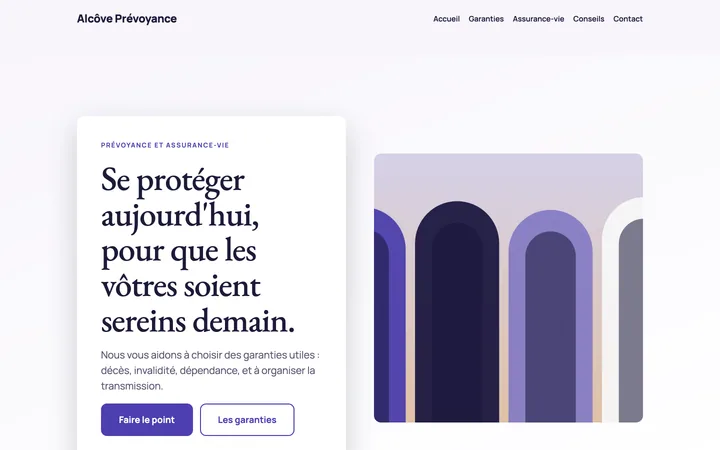 Alcôve Prévoyance
Accueil Garanties Assurance-vie Conseils Contact
PRÉVOYANCE ET ASSURANCE-VIE
Se protéger
aujourd'hui,
pour que les
vôtres soient
sereins demain.
Nous vous aidons à choisir des garanties utiles :
décès, invalidité, dépendance, et à organiser la
transmission.
Faire le point
Les garanties